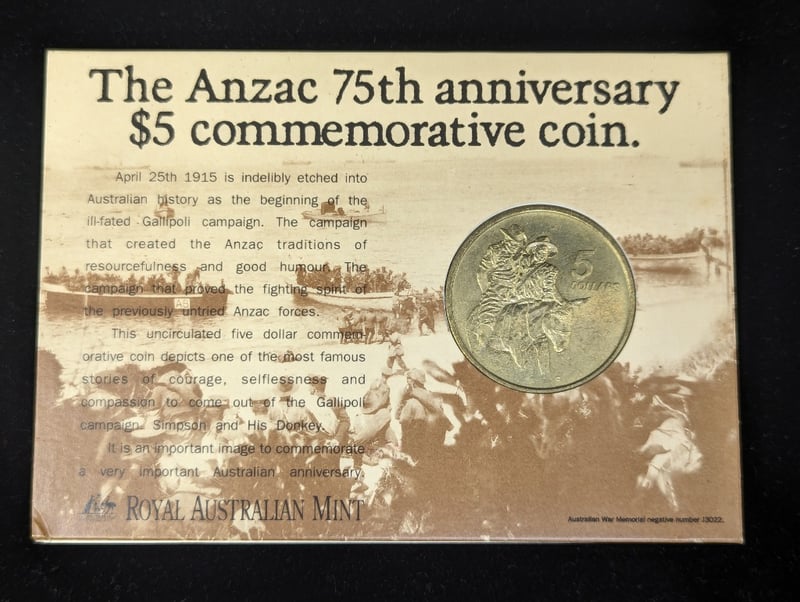 The Anzac 75th anniversary
$5 commemorative coin.
April 25th 1915 is indelibly etched into
Australian history as the beginning of the
ill-fated Gallipoli campaign. The campaign
that created the Anzac traditions of
resourcefulness and good humour. The
campaign that proved the fighting spirit of
the previously untried Anzac forces.
This uncirculated five dollar commem-
orative coin depicts one of the most famous
stories of courage, selflessness and
compassion to come out of the Gallipoli
campaign. Simpson and His Donkey.
It is an important image to commemorate
a very important Australian anniversary.
ROYAL AUSTRALIAN MINT
5
DOLLARS
A9
Australian War Memorial negative number J3022.